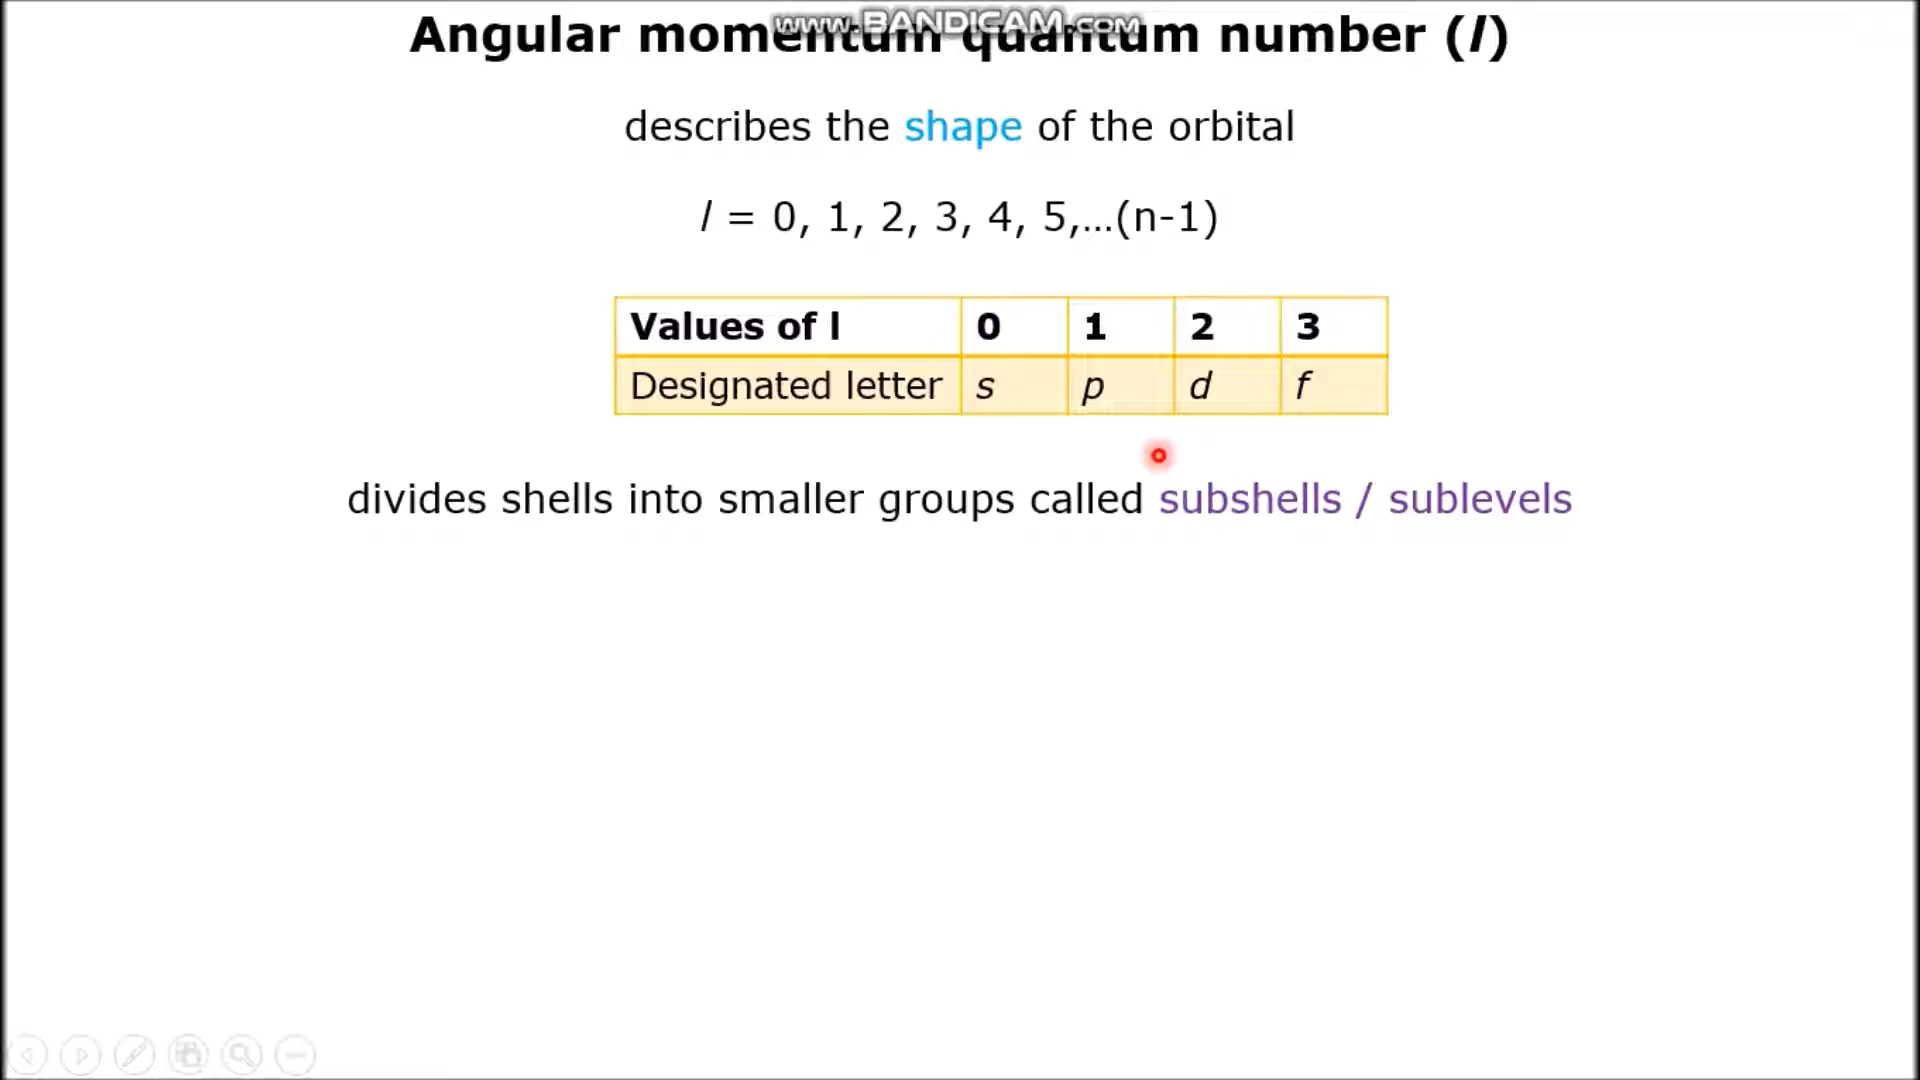 www.BANDICAM.com
Angular momentum quantum number (l)
describes the shape of the orbital
l = 0, 1, 2, 3, 4, 5,...(n-1)
Values of l 0 1 2 3
Designated letter s p d f
divides shells into smaller groups called subshells / sublevels